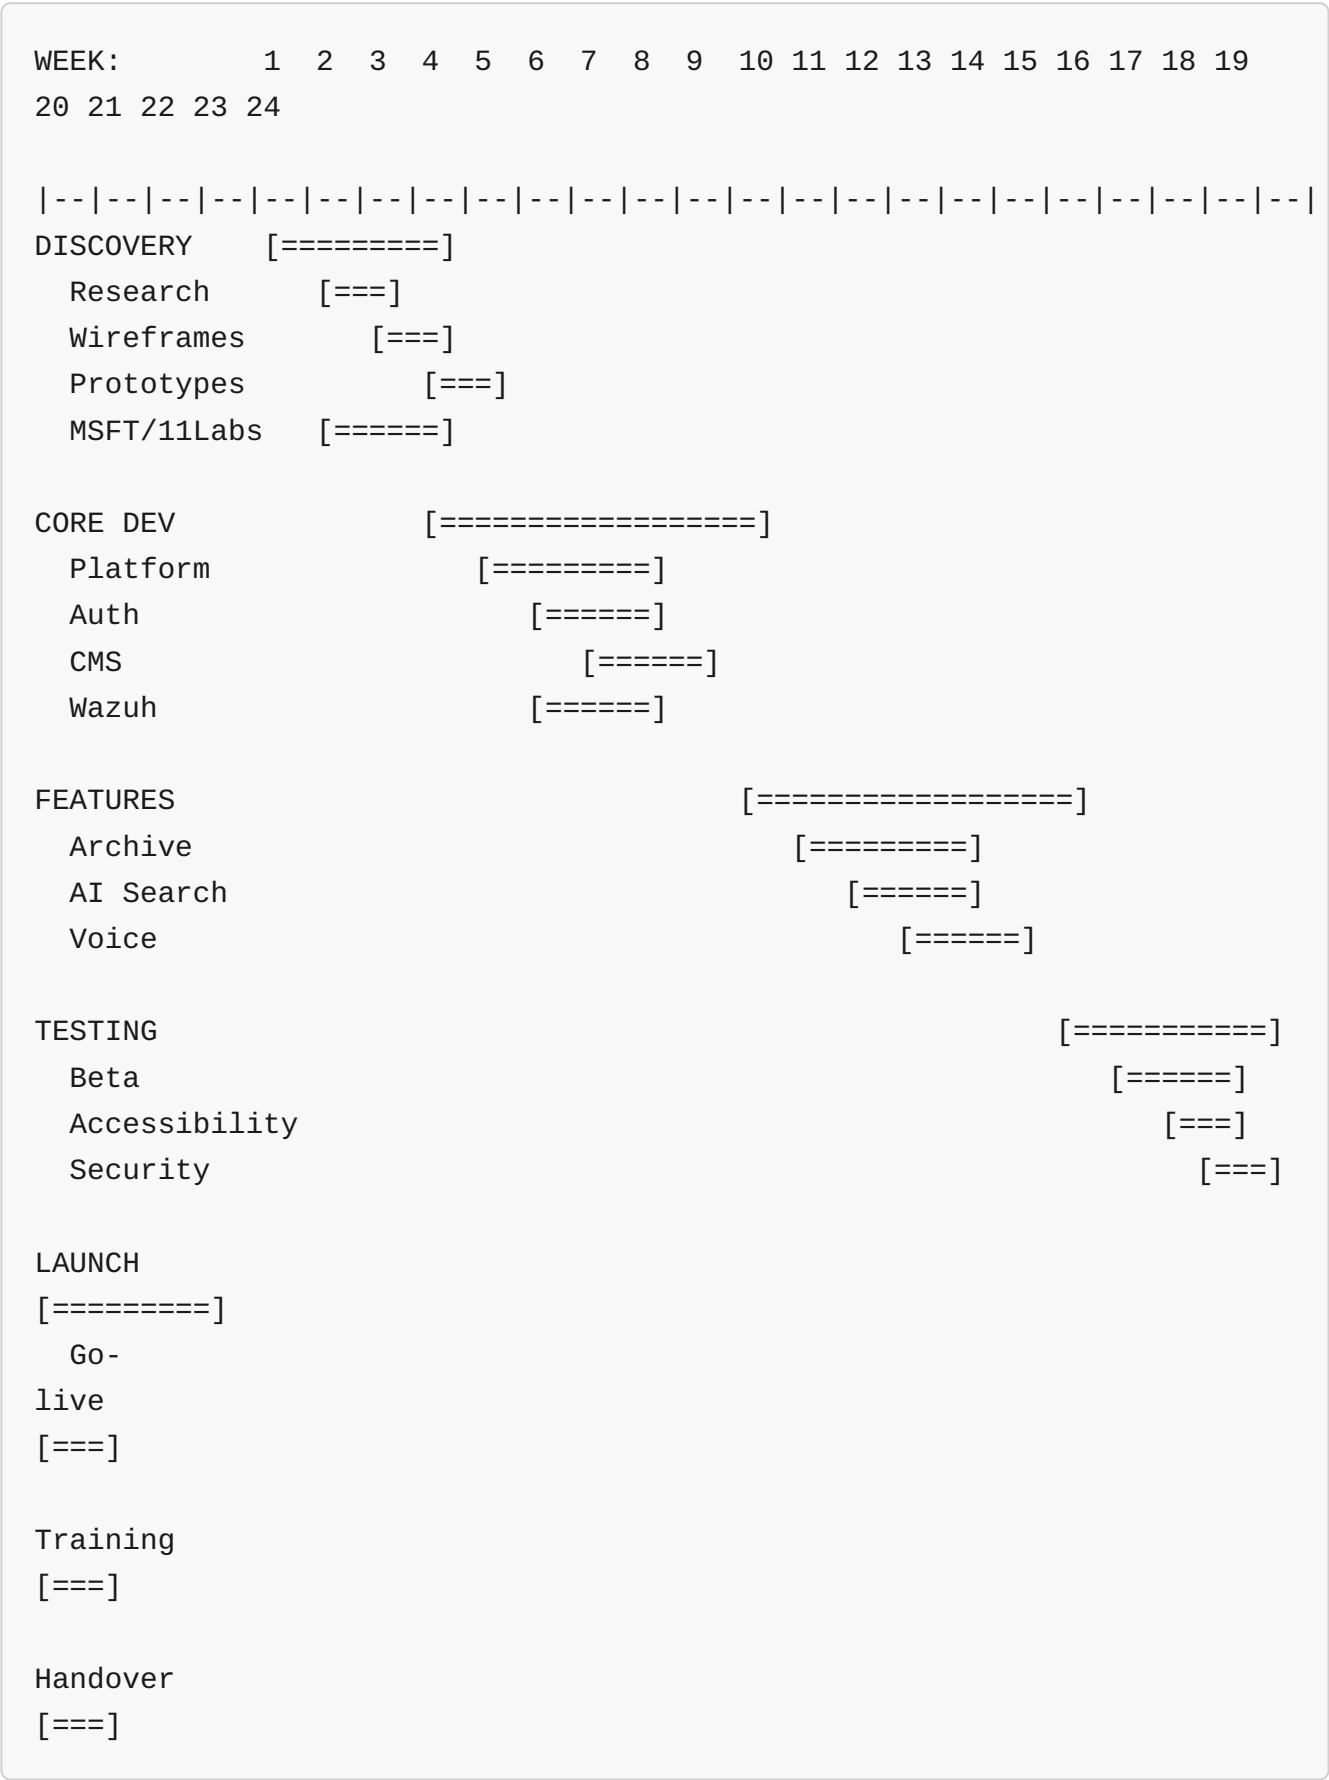 WEEK:        1  2  3  4  5  6  7  8  9  10 11 12 13 14 15 16 17 18 19
20 21 22 23 24
|--|--|--|--|--|--|--|--|--|--|--|--|--|--|--|--|--|--|--|--|--|--|--|--|
DISCOVERY    [=========]
  Research      [===]
  Wireframes       [===]
  Prototypes          [===]
  MSFT/11Labs   [======]
CORE DEV              [==================]
  Platform               [=========]
  Auth                      [======]
  CMS                          [======]
  Wazuh                     [======]
FEATURES                                [==================]
  Archive                                  [=========]
  AI Search                                   [======]
  Voice                                          [======]
TESTING                                                   [===========]
  Beta                                                       [======]
  Accessibility                                                 [===]
  Security                                                        [===]
LAUNCH
[=========]
  Go-
live
[===]
Training
[===]
Handover
[===]